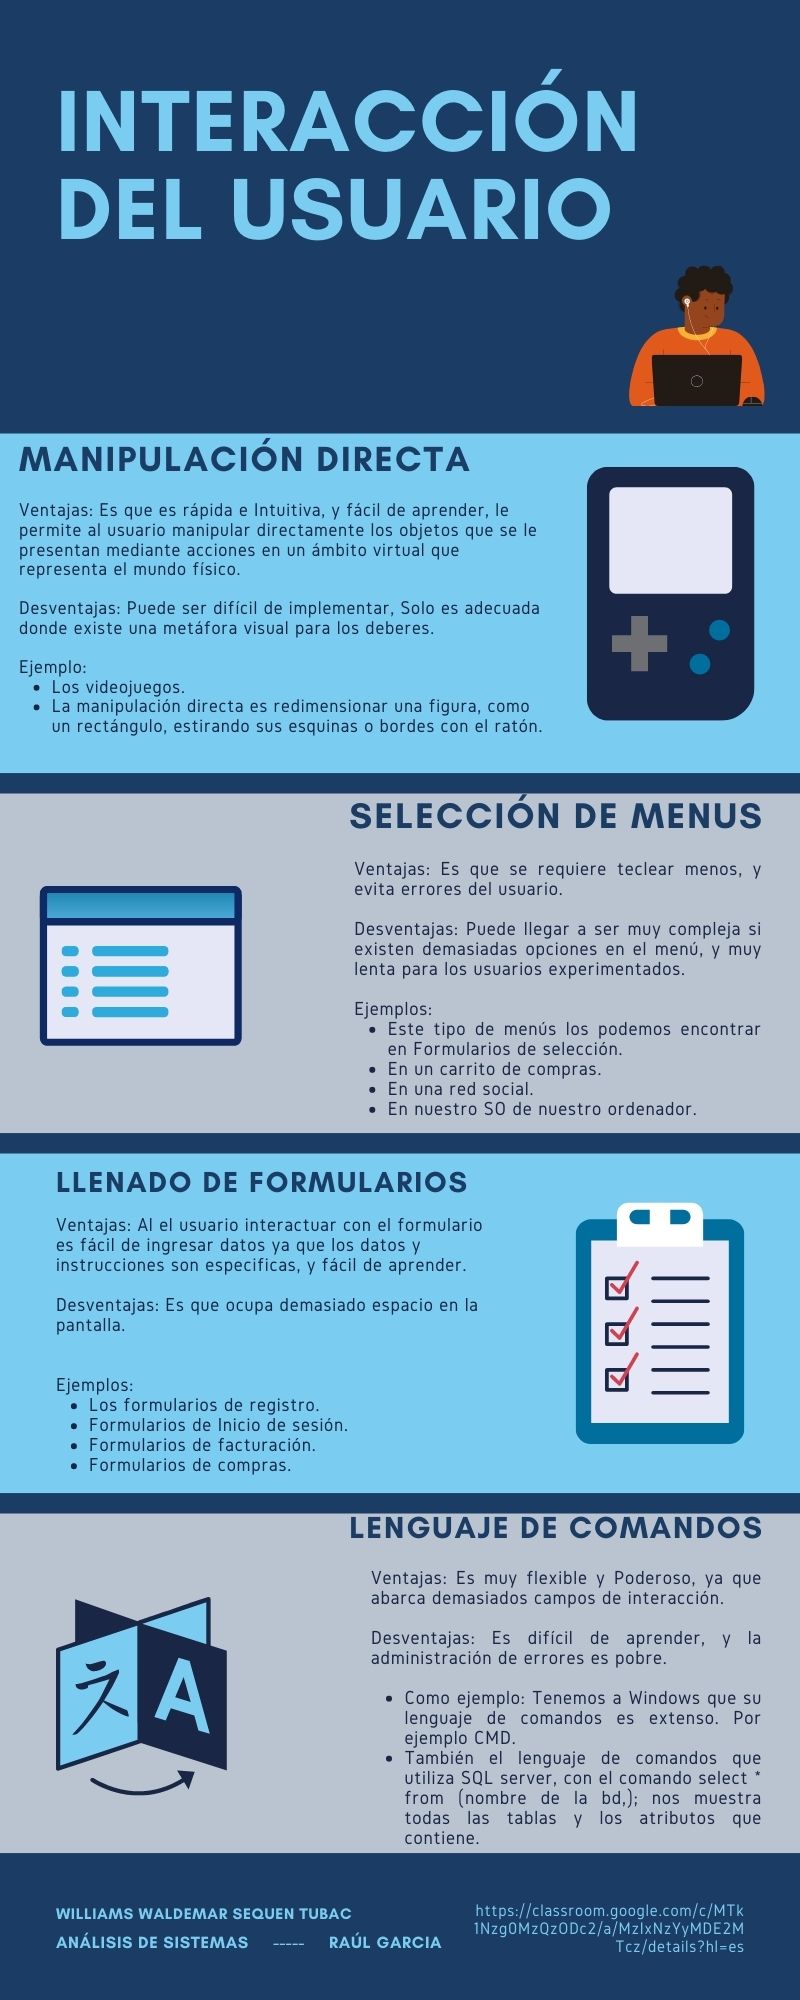 INTERACCIÓN
DEL USUARIO
MANIPULACIÓN DIRECTA
Ventajas: Es que es rápida e Intuitiva, y fácil de aprender, le
permite al usuario manipular directamente los objetos que se le
presentan mediante acciones en un ámbito virtual que
representa el mundo físico.
Desventajas: Puede ser difícil de implementar, Solo es adecuada
donde existe una metáfora visual para los deberes.
Ejemplo:
• Los videojuegos.
• La manipulación directa es redimensionar una figura, como
un rectángulo, estirando sus esquinas o bordes con el ratón.
SELECCIÓN DE MENUS
Ventajas: Es que se requiere teclear menos, y
evita errores del usuario.
Desventajas: Puede llegar a ser muy compleja si
existen demasiadas opciones en el menú, y muy
lenta para los usuarios experimentados.
Ejemplos:
• Este tipo de menús los podemos encontrar
en Formularios de selección.
• En un carrito de compras.
• En una red social.
• En nuestro SO de nuestro ordenador.
LLENADO DE FORMULARIOS
Ventajas: Al el usuario interactuar con el formulario
es fácil de ingresar datos ya que los datos y
instrucciones son especificas, y fácil de aprender.
Desventajas: Es que ocupa demasiado espacio en la
pantalla.
Ejemplos:
• Los formularios de registro.
• Formularios de Inicio de sesión.
• Formularios de facturación.
• Formularios de compras.
LENGUAJE DE COMANDOS
Ventajas: Es muy flexible y Poderoso, ya que
abarca demasiados campos de interacción.
Desventajas: Es difícil de aprender, y la
administración de errores es pobre.
• Como ejemplo: Tenemos a Windows que su
lenguaje de comandos es extenso. Por
ejemplo CMD.
• También el lenguaje de comandos que
utiliza SQL server, con el comando select *
from (nombre de la bd,); nos muestra
todas las tablas y los atributos que
contiene.
A
WILLIAMS WALDEMAR SEQUEN TUBAC
ANÁLISIS DE SISTEMAS ----- RAÚL GARCIA
https://classroom.google.com/c/MTk
1Nzg0MzQzODc2/a/MzIxNzYyMDE2M
Tcz/details?hl=es